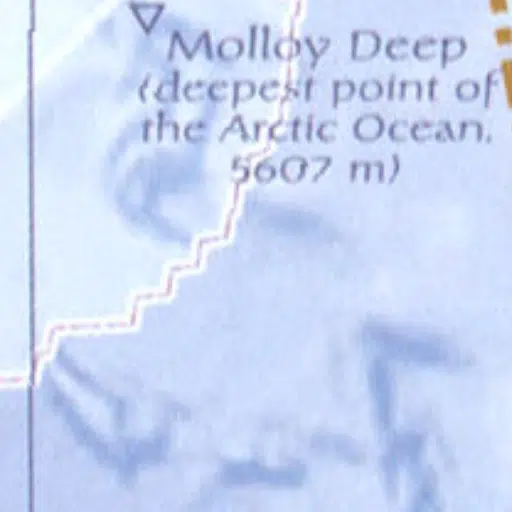 Molloy Deep
(deepest point of
the Arctic Ocean,
5607 m)